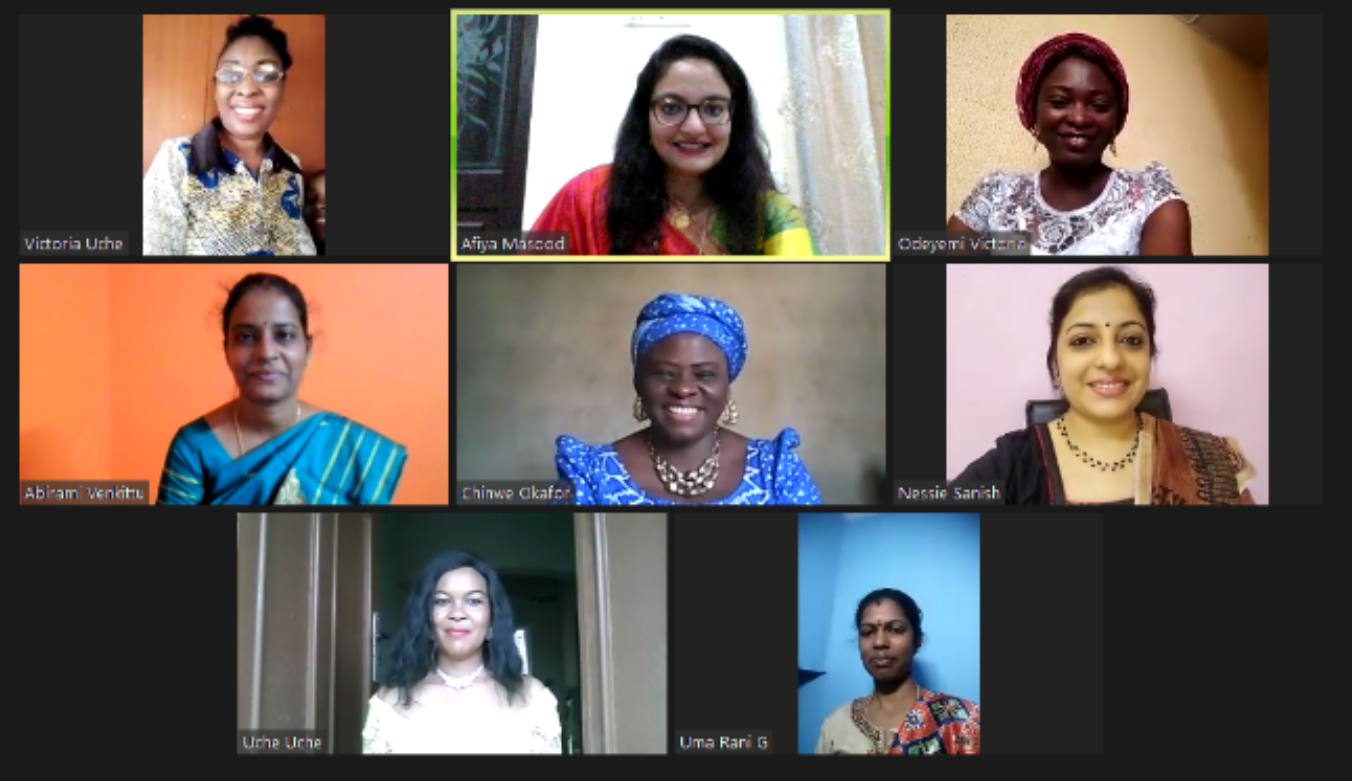 Victoria Uche
Afiya Masood
Odeyemi Victoria
Abirami Venkittu
Chinwe Okafor
Nessie Sanish
Uche Uche
Uma Rani G